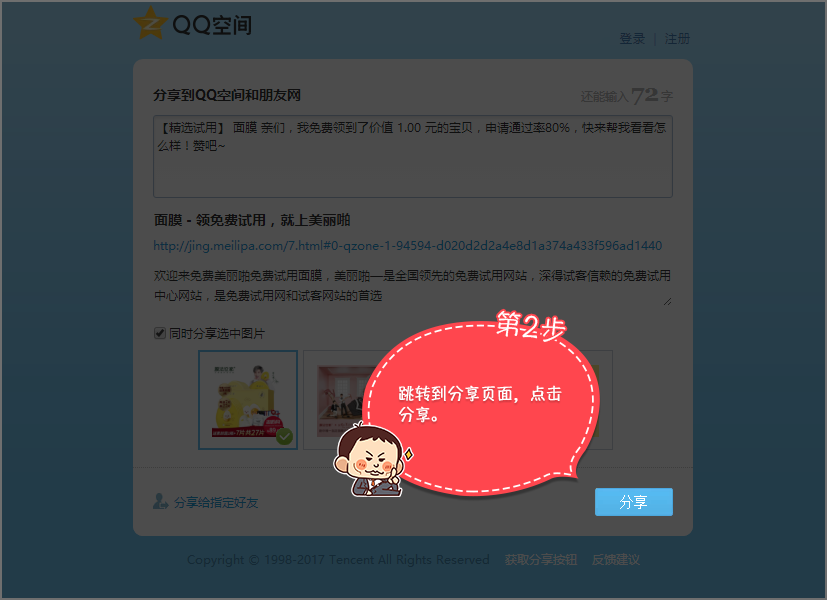 QQ空间
登录 | 注册
分享到QQ空间和朋友网
还能输入72字
【精选试用】 面膜 亲们，我免费领到了价值 1.00 元的宝贝，申请通过率80%，快来帮我看看怎
么样！赞吧~
面膜 - 领免费试用，就上美丽啪
http://jing.meilipa.com/7.html#0-qzone-1-94594-d020d2d2a4e8d1a374a433f596ad1440
欢迎来免费美丽啪免费试用面膜，美丽啪—是全国领先的免费试用网站，深得试客信赖的免费试用
中心网站，是免费试用网和试客网站的首选
同时分享选中图片
第2步
跳转到分享页面，点击
分享。
分享给指定好友
分享
Copyright © 1998-2017 Tencent All Rights Reserved 获取分享按钮 反馈建议